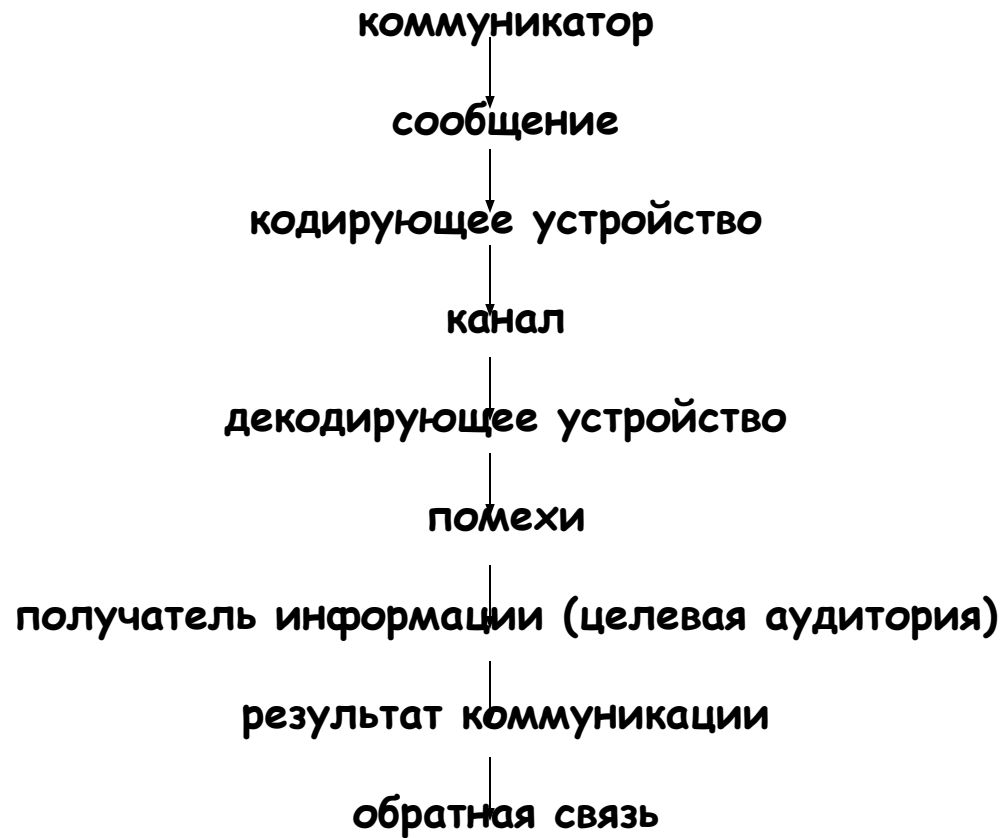 коммуникатор
сообщение
кодирующее устройство
канал
декодирующее устройство
помехи
получатель информации (целевая аудитория)
результат коммуникации
обратная связь